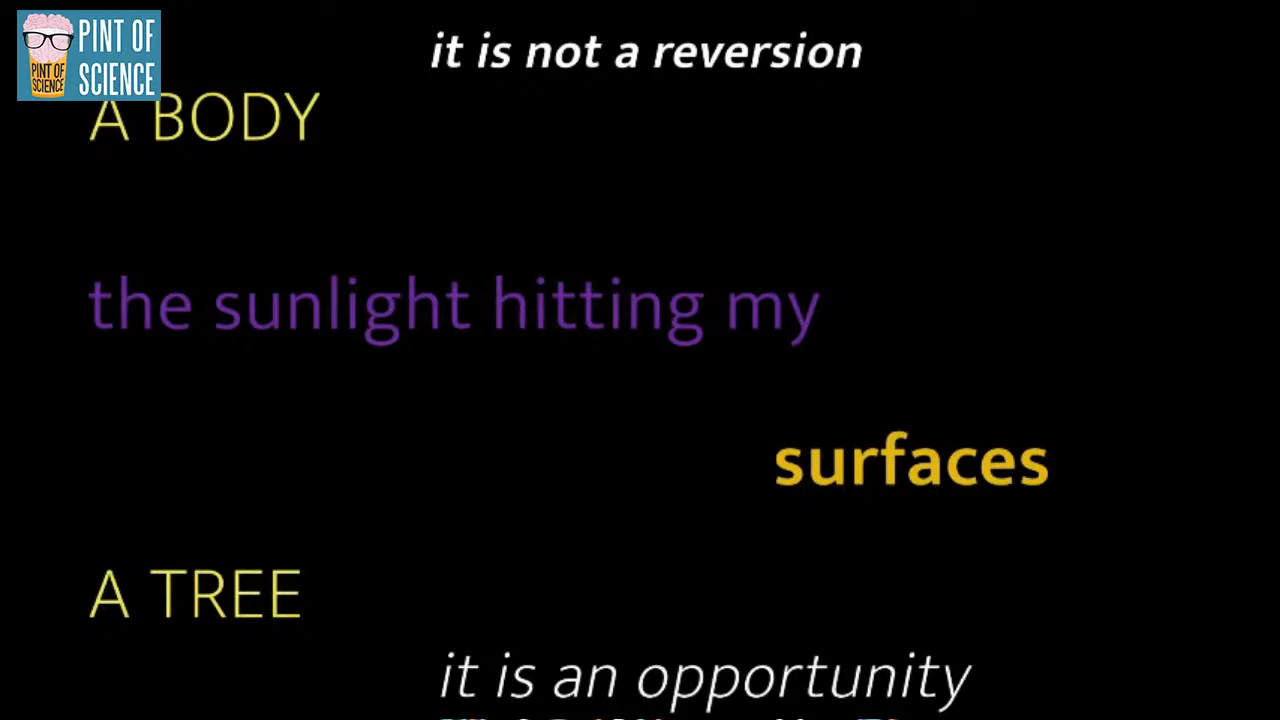 PINT OF
SCIENCE
PINT OF
SCIENCE
it is not a reversion
A BODY
the sunlight hitting my
surfaces
A TREE
it is an opportunity